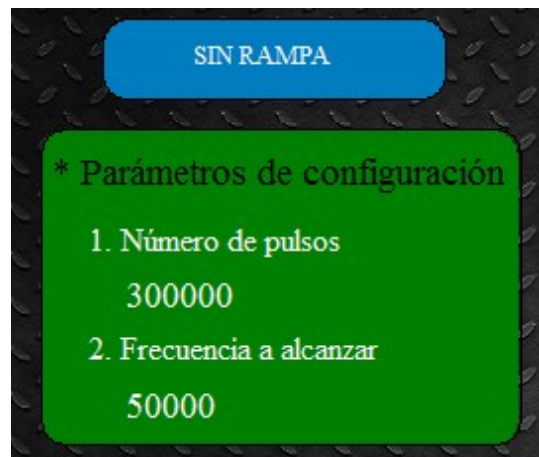 SIN RAMPA
* Parámetros de configuración
1. Número de pulsos
300000
2. Frecuencia a alcanzar
50000